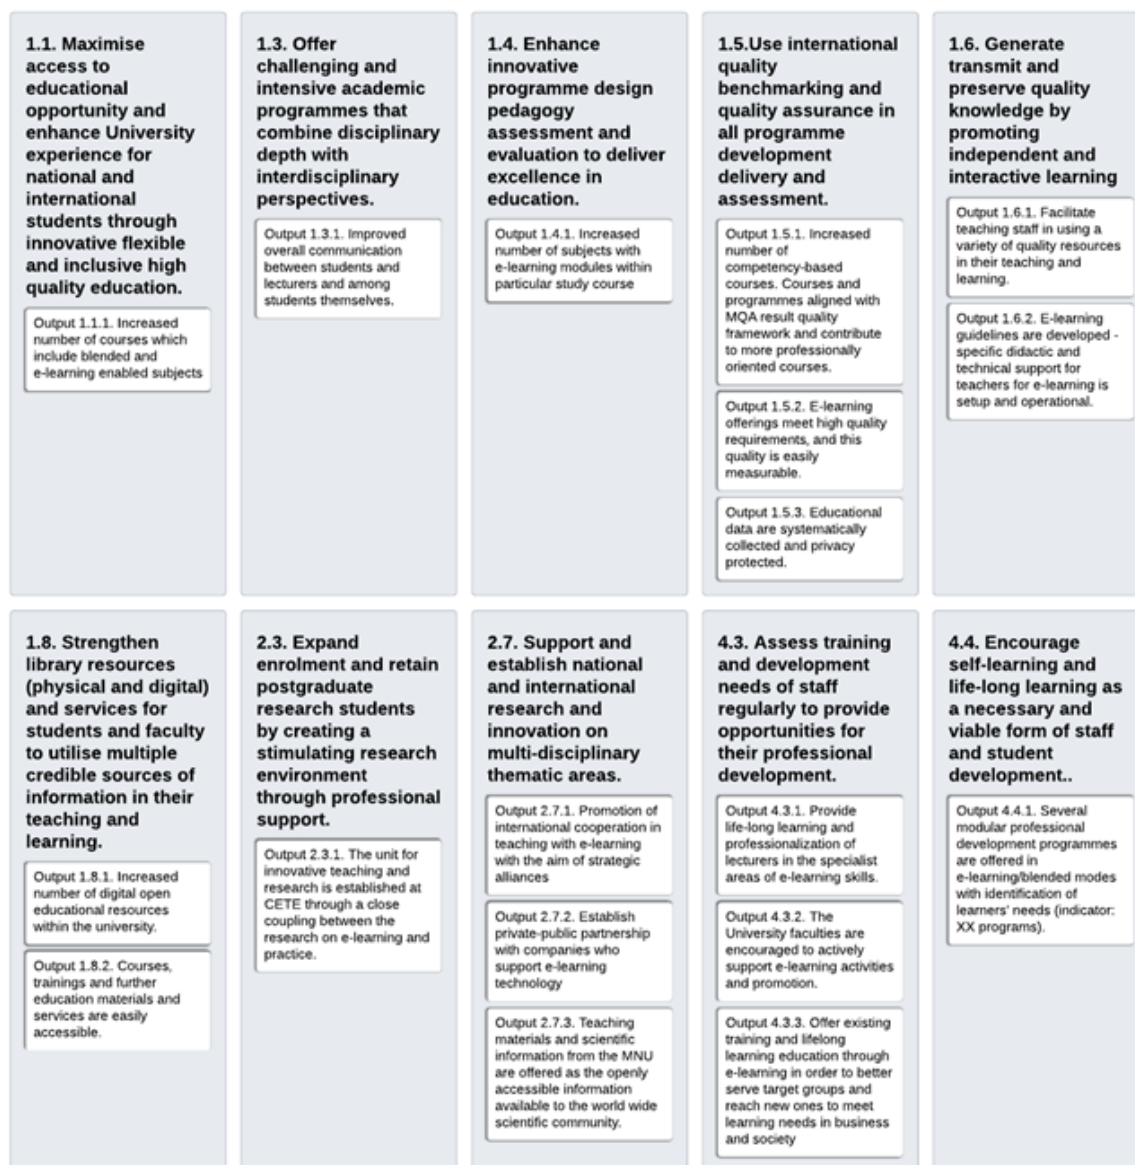 1.1. Maximise
access to
educational
opportunity and
enhance University
experience for
national and
international
students through
innovative flexible
and inclusive high
quality education.
Output 1.1.1. Increased
number of courses which
include blended and
e-learning enabled subjects
1.3. Offer
challenging and
intensive academic
programmes that
combine disciplinary
depth with
interdisciplinary
perspectives.
Output 1.3.1. Improved
overall communication
between students and
lecturers and among
students themselves.
1.4. Enhance
innovative
programme design
pedagogy
assessment and
evaluation to deliver
excellence in
education.
Output 1.4.1. Increased
number of subjects with
e-learning modules within
particular study course
1.5.Use international
quality
benchmarking and
quality assurance in
all programme
development
delivery and
assessment.
Output 1.5.1. Increased
number of
competency-based
courses. Courses and
programmes aligned with
MQA result quality
framework and contribute
to more professionally
oriented courses.
Output 1.5.2. E-learning
offerings meet high quality
requirements, and this
quality is easily
measurable.
Output 1.5.3. Educational
data are systematically
collected and privacy
protected.
1.6. Generate
transmit and
preserve quality
knowledge by
promoting
independent and
interactive learning
Output 1.6.1. Facilitate
teaching staff in using a
variety of quality resources
in their teaching and
learning.
Output 1.6.2. E-learning
guidelines are developed -
specific didactic and
technical support for
teachers for e-learning is
setup and operational.
1.8. Strengthen
library resources
(physical and digital)
and services for
students and faculty
to utilise multiple
credible sources of
information in their
teaching and
learning.
Output 1.8.1. Increased
number of digital open
educational resources
within the university.
Output 1.8.2. Courses,
trainings and further
education materials and
services are easily
accessible.
2.3. Expand
enrolment and retain
postgraduate
research students
by creating a
stimulating research
environment
through professional
support.
Output 2.3.1. The unit for
innovative teaching and
research is established at
CETE through a close
coupling between the
research on e-learning and
practice.
2.7. Support and
establish national
and international
research and
innovation on
multi-disciplinary
thematic areas.
Output 2.7.1. Promotion of
international cooperation in
teaching with e-learning
with the aim of strategic
alliances
Output 2.7.2. Establish
private-public partnership
with companies who
support e-learning
technology
Output 2.7.3. Teaching
materials and scientific
information from the MNU
are offered as the openly
accessible information
available to the world wide
scientific community.
4.3. Assess training
and development
needs of staff
regularly to provide
opportunities for
their professional
development.
Output 4.3.1. Provide
life-long learning and
professionalization of
lecturers in the specialist
areas of e-learning skills.
Output 4.3.2. The
University faculties are
encouraged to actively
support e-learning activities
and promotion.
Output 4.3.3. Offer existing
training and lifelong
learning education through
e-learning in order to better
serve target groups and
reach new ones to meet
learning needs in business
and society
4.4. Encourage
self-learning and
life-long learning as
a necessary and
viable form of staff
and student
development..
Output 4.4.1. Several
modular professional
development programmes
are offered in
e-learning/blended modes
with identification of
learners' needs (indicator:
XX programs).